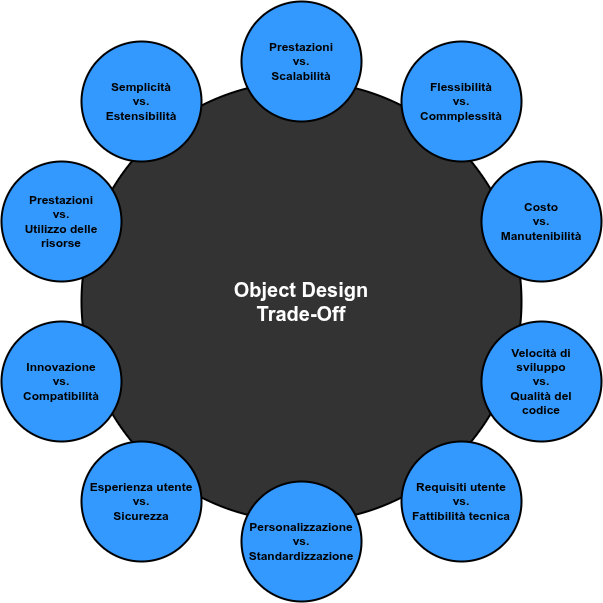 Prestazioni
vs.
Scalabilità
Flessibilità
vs.
Commplessità
Costo
vs.
Manutenibilità
Velocità di
sviluppo
vs.
Qualità del
codice
Requisiti utente
vs.
Fattibilità tecnica
Personalizzazione
vs.
Standardizzazione
Esperienza utente
vs.
Sicurezza
Innovazione
vs.
Compatibilità
Prestazioni
vs.
Utilizzo delle
risorse
Semplicità
vs.
Estensibilità
Object Design
Trade-Off